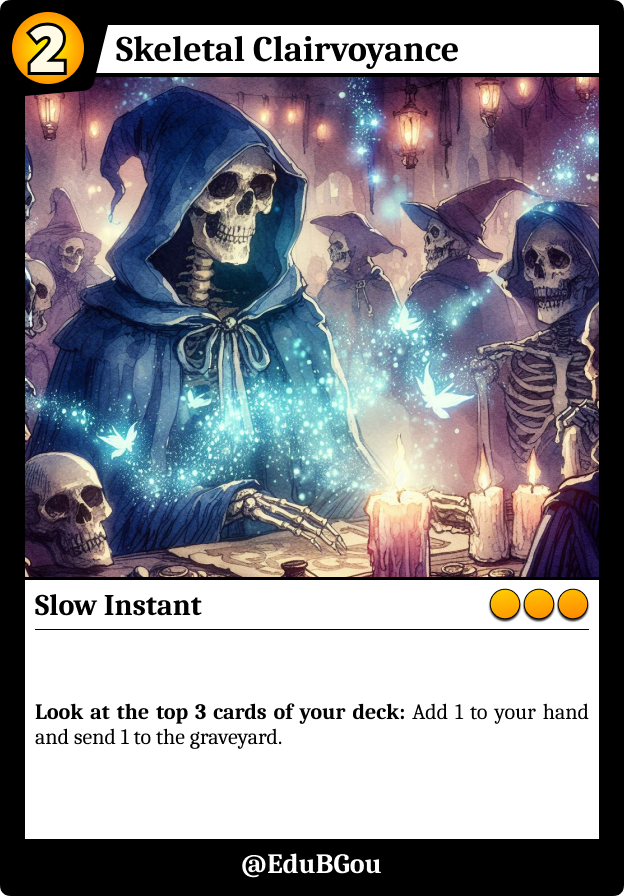 2
Skeletal Clairvoyance
Slow Instant
Look at the top 3 cards of your deck: Add 1 to your hand
and send 1 to the graveyard.
@EduBGou